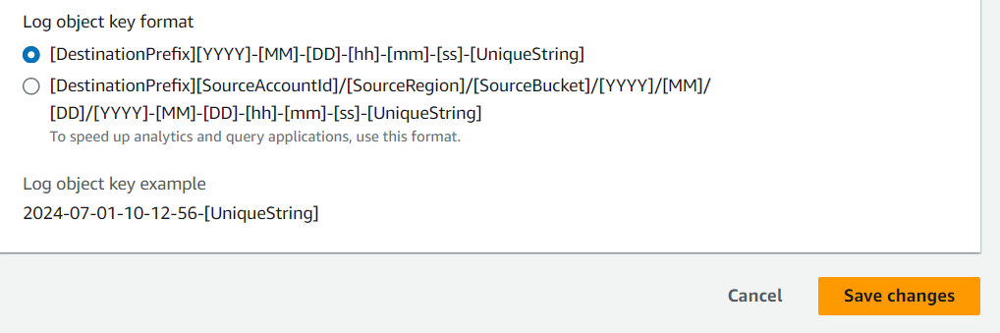 Log object key format
[DestinationPrefix][YYYY]-[MM]-[DD]-[hh]-[mm]-[ss]-[UniqueString]
[DestinationPrefix][SourceAccountId]/[SourceRegion]/[SourceBucket]/[YYYY]/[MM]/
[DD]/[YYYY]-[MM]-[DD]-[hh]-[mm]-[ss]-[UniqueString]
To speed up analytics and query applications, use this format.
Log object key example
2024-07-01-10-12-56-[UniqueString]
Cancel Save changes